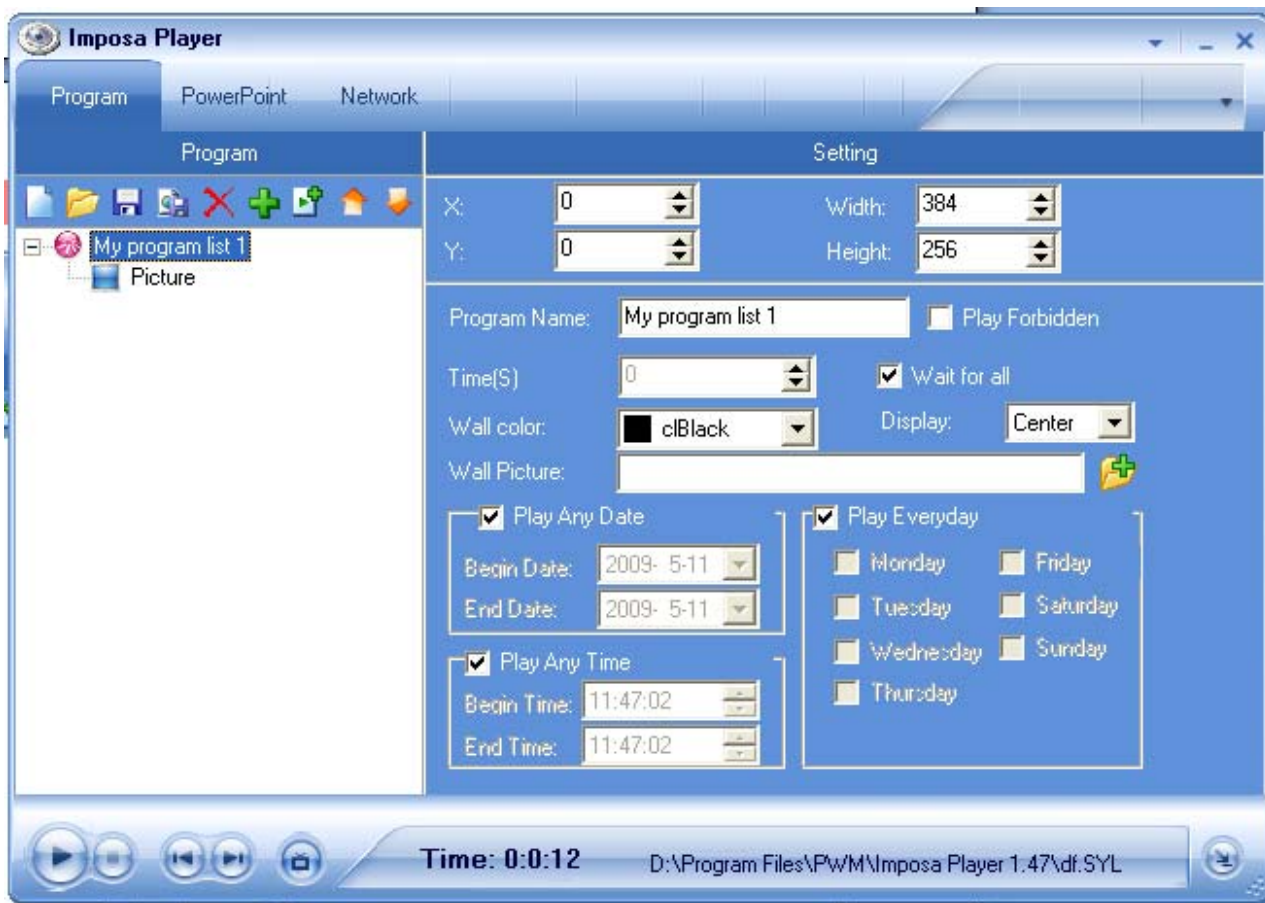 Imposa Player
Program PowerPoint Network
Program
Setting
X: 0 Width: 384
Y: 0 Height: 256
My program list 1
Picture
Program Name: My program list 1 Play Forbidden
Time(S) 0 Wait for all
Wall color: clBlack Display: Center
Wall Picture:
Play Any Date
Begin Date: 2009- 5-11
End Date: 2009- 5-11
Play Any Time
Begin Time: 11:47:02
End Time: 11:47:02
Play Everyday
Monday Friday
Tuesday Saturday
Wednesday Sunday
Thursday
Time: 0:0:12 D:\Program Files\PWM\Imposa Player 1.47\df.SYL